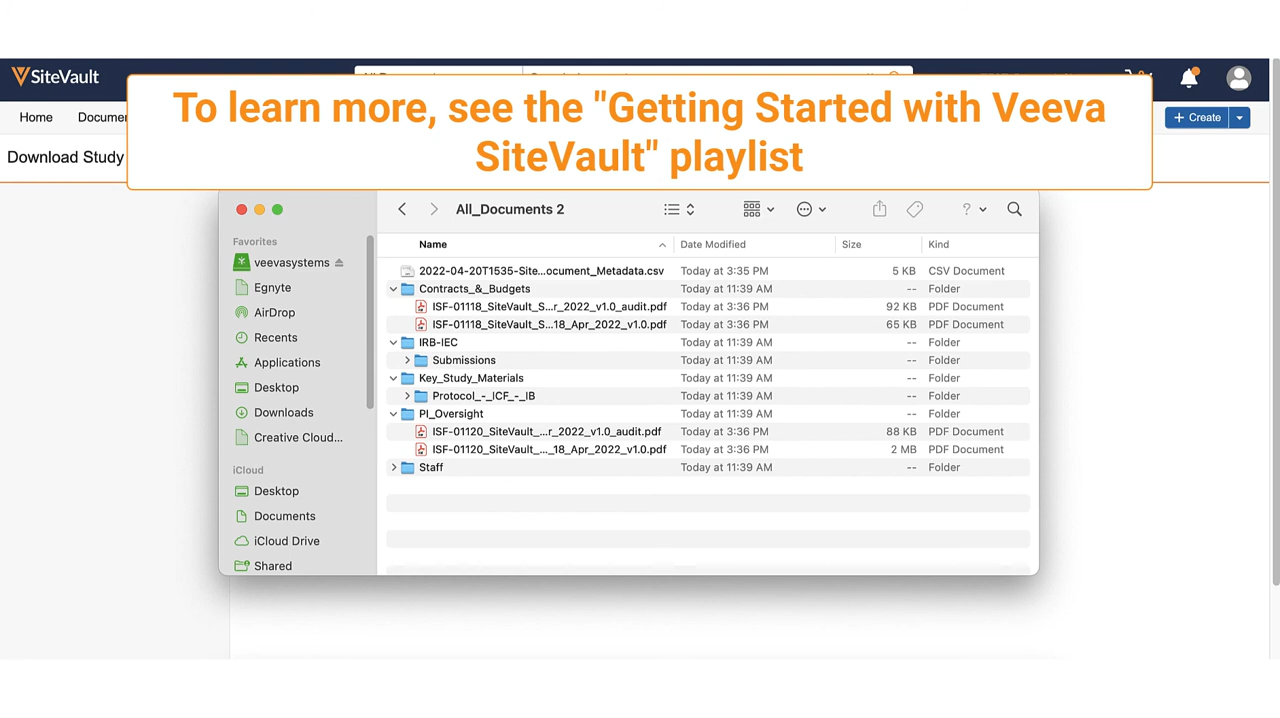 To learn more, see the "Getting Started with Veeva
SiteVault" playlist
SiteVault
Home
Create
Download Study
All_Documents 2
Favorites
veevasystems
Egnyte
AirDrop
Recents
Applications
Desktop
Downloads
Creative Cloud...
iCloud
Desktop
Documents
iCloud Drive
Shared
Name Date Modified Size Kind
2022-04-20T1535-Site...ocument_Metadata.csv Today at 3:35 PM 5 KB CSV Document
Contracts_&_Budgets Today at 11:39 AM -- Folder
ISF-01118_SiteVault_S...r_2022_v1.0_audit.pdf Today at 3:36 PM 92 KB PDF Document
ISF-01118_SiteVault_S...18_Apr_2022_v1.0.pdf Today at 3:36 PM 65 KB PDF Document
IRB-IEC Today at 11:39 AM -- Folder
Submissions Today at 11:39 AM -- Folder
Key_Study_Materials Today at 11:39 AM -- Folder
Protocol_-_ICF_-_IB Today at 11:39 AM -- Folder
PI_Oversight Today at 11:39 AM -- Folder
ISF-01120_SiteVault_...r_2022_v1.0_audit.pdf Today at 3:36 PM 88 KB PDF Document
ISF-01120_SiteVault_..._18_Apr_2022_v1.0.pdf Today at 3:36 PM 2 MB PDF Document
Staff Today at 11:39 AM -- Folder